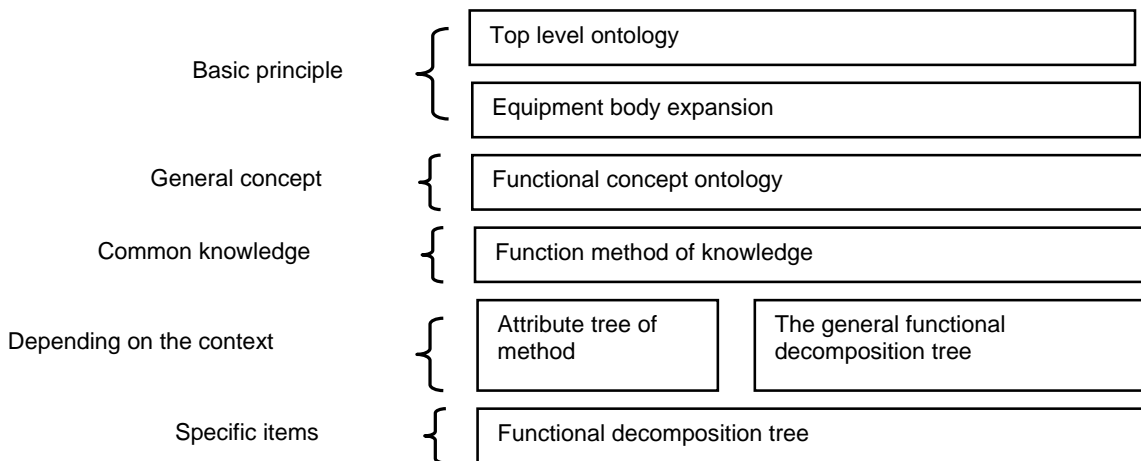 Top level ontology
Basic principle
Equipment body expansion
General concept
Functional concept ontology
Common knowledge
Function method of knowledge
Depending on the context
Attribute tree of
method
The general functional
decomposition tree
Specific items
Functional decomposition tree